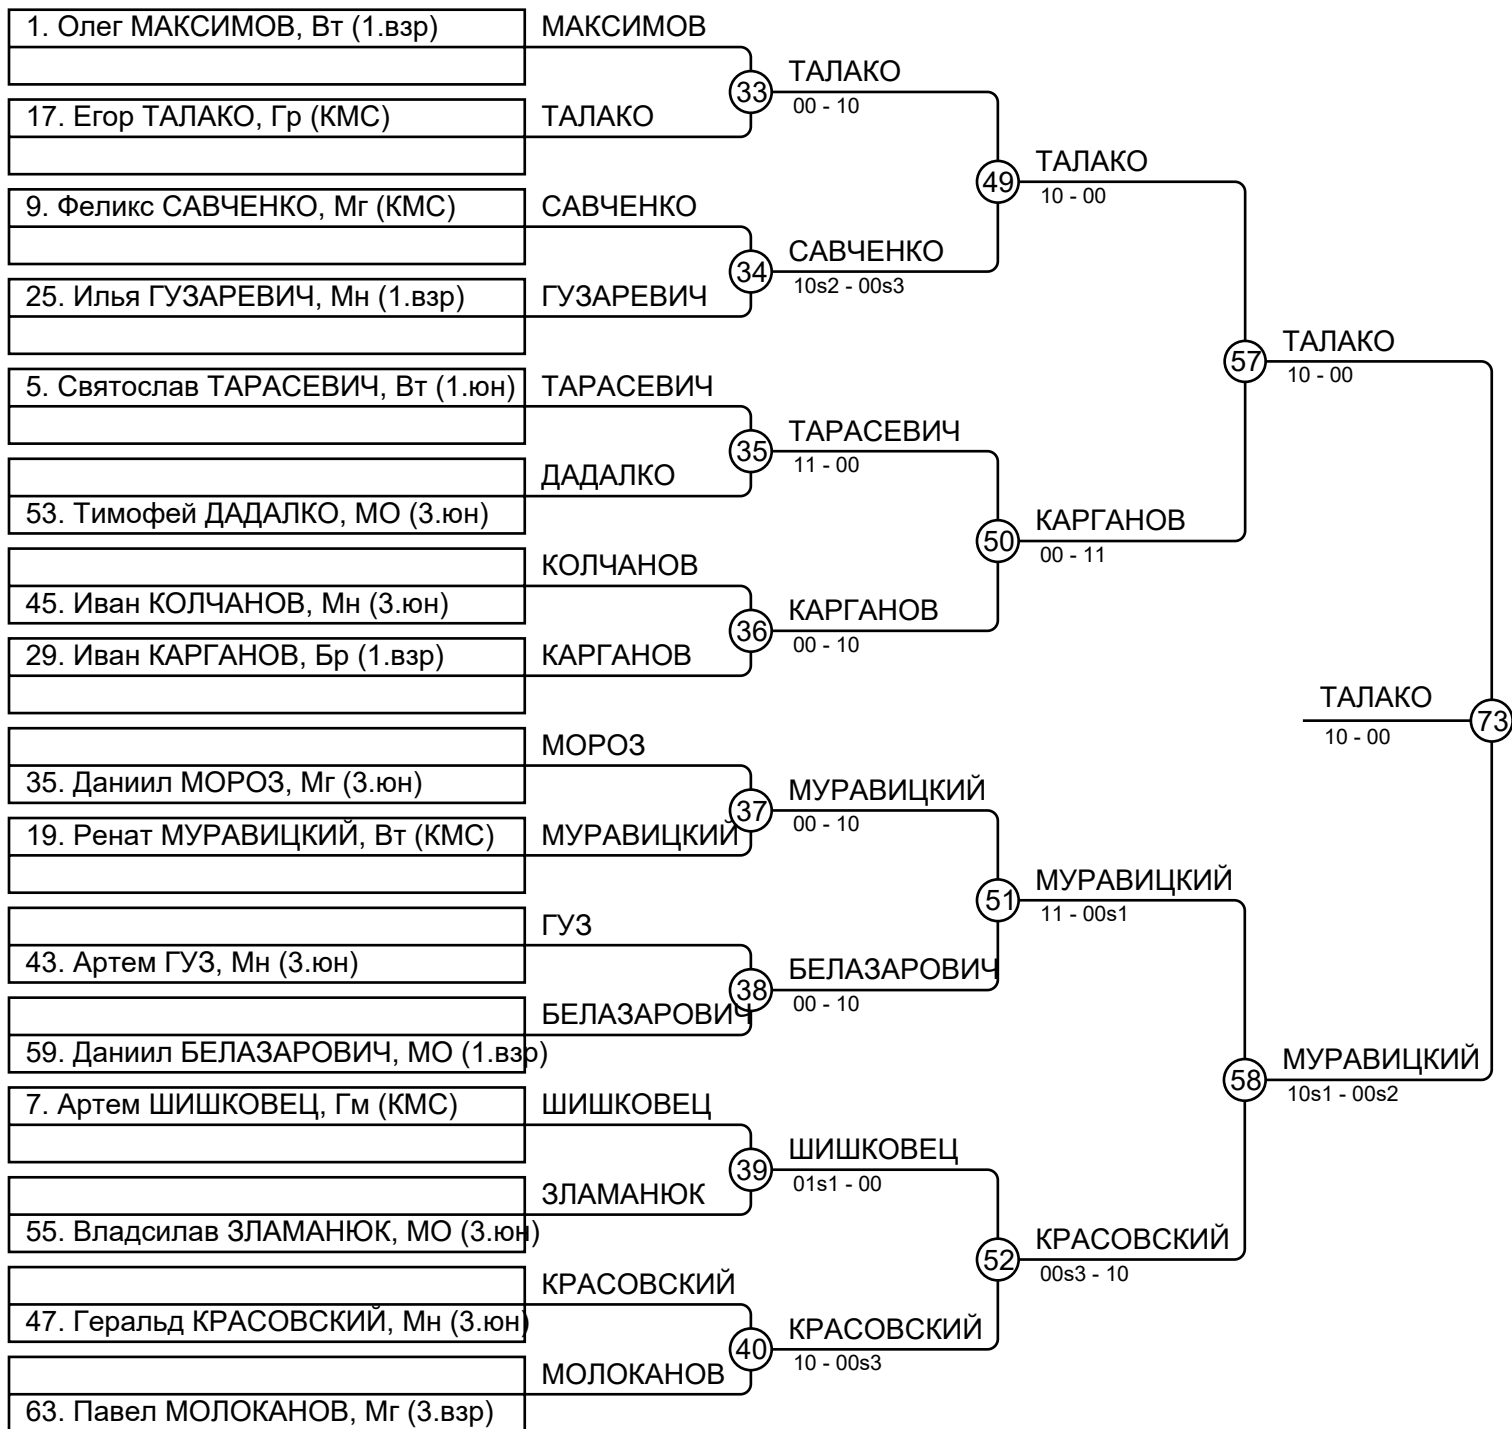 1. Олег МАКСИМОВ, Вт (1.взр)
МАКСИМОВ
33
ТАЛАКО
00 - 10
17. Егор ТАЛАКО, Гр (КМС)
ТАЛАКО
49
ТАЛАКО
10 - 00
9. Феликс САВЧЕНКО, Мг (КМС)
САВЧЕНКО
34
САВЧЕНКО
10s2 - 00s3
25. Илья ГУЗАРЕВИЧ, Мн (1.взр)
ГУЗАРЕВИЧ
57
ТАЛАКО
10 - 00
5. Святослав ТАРАСЕВИЧ, Вт (1.юн)
ТАРАСЕВИЧ
35
ТАРАСЕВИЧ
11 - 00
ДАДАЛКО
53. Тимофей ДАДАЛКО, МО (3.юн)
50
КАРГАНОВ
00 - 11
КОЛЧАНОВ
45. Иван КОЛЧАНОВ, Мн (3.юн)
36
КАРГАНОВ
00 - 10
29. Иван КАРГАНОВ, Бр (1.взр)
КАРГАНОВ
ТАЛАКО
73
10 - 00
МОРОЗ
35. Даниил МОРОЗ, Мг (3.юн)
37
МУРАВИЦКИЙ
00 - 10
19. Ренат МУРАВИЦКИЙ, Вт (КМС)
МУРАВИЦКИЙ
51
МУРАВИЦКИЙ
11 - 00s1
ГУЗ
43. Артем ГУЗ, Мн (3.юн)
38
БЕЛАЗАРОВИЧ
00 - 10
БЕЛАЗАРОВИЧ
59. Даниил БЕЛАЗАРОВИЧ, МО (1.взр)
58
МУРАВИЦКИЙ
10s1 - 00s2
7. Артем ШИШКОВЕЦ, Гм (КМС)
ШИШКОВЕЦ
39
ШИШКОВЕЦ
01s1 - 00
ЗЛАМАНЮК
55. Владсилав ЗЛАМАНЮК, МО (3.юн)
52
КРАСОВСКИЙ
00s3 - 10
КРАСОВСКИЙ
47. Геральд КРАСОВСКИЙ, Мн (3.юн)
40
КРАСОВСКИЙ
10 - 00s3
МОЛОКАНОВ
63. Павел МОЛОКАНОВ, Мг (3.взр)